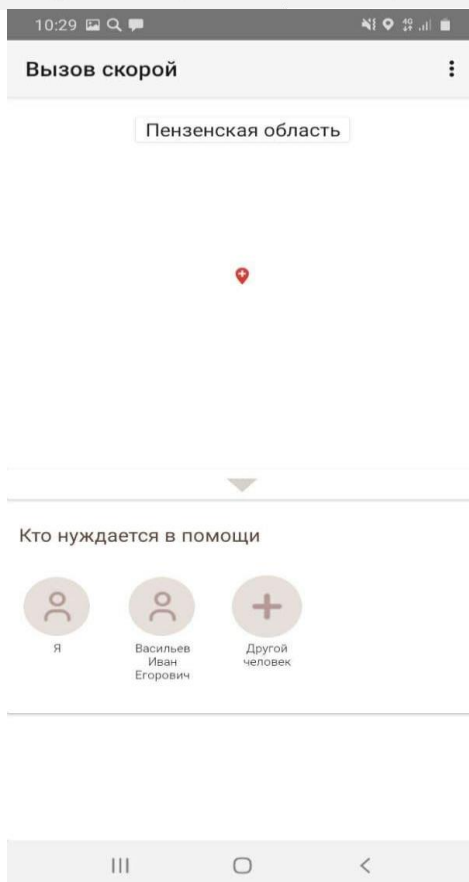 10:29
Вызов скорой
Пензенская область
Кто нуждается в помощи
Я
Васильев
Иван
Егорович
Другой
человек